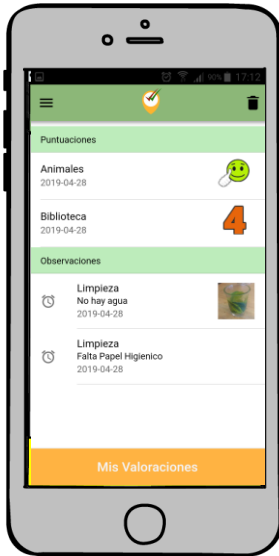 90% 17:12
Puntuaciones
Animales
2019-04-28
4
Biblioteca
2019-04-28
Observaciones
Limpieza
No hay agua
2019-04-28
Limpieza
Falta Papel Higienico
2019-04-28
Mis Valoraciones